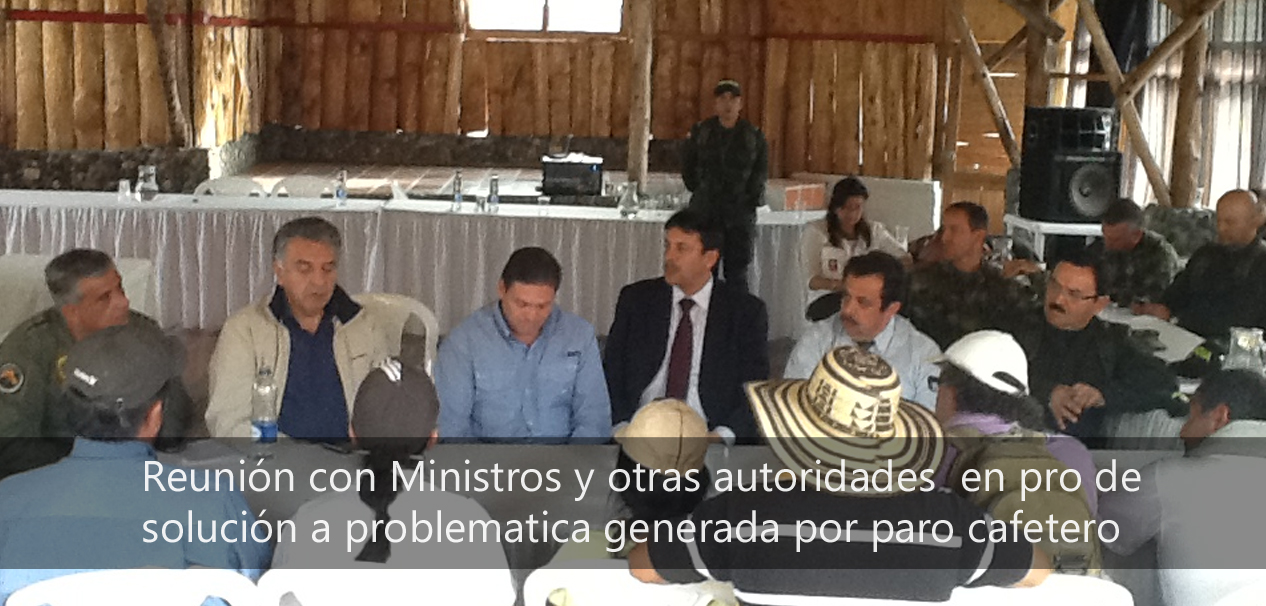 Reunión con Ministros y otras autoridades en pro de
solución a problematica generada por paro cafetero